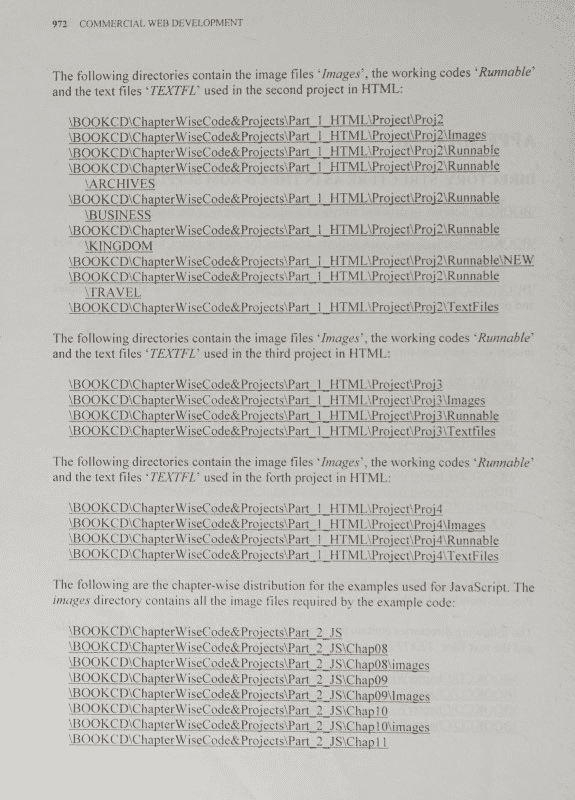 972 COMMERCIAL WEB DEVELOPMENT
The following directories contain the image files ‘Images’, the working codes ‘Runnable’
and the text files ‘TEXTFL’ used in the second project in HTML:
\BOOKCD\ChapterWiseCode&Projects\Part_1_HTML\Project\Proj2
\BOOKCD\ChapterWiseCode&Projects\Part_1_HTML\Project\Proj2\Images
\BOOKCD\ChapterWiseCode&Projects\Part_1_HTML\Project\Proj2\Runnable
\BOOKCD\ChapterWiseCode&Projects\Part_1_HTML\Project\Proj2\Runnable
\ARCHIVES
\BOOKCD\ChapterWiseCode&Projects\Part_1_HTML\Project\Proj2\Runnable
\BUSINESS
\BOOKCD\ChapterWiseCode&Projects\Part_1_HTML\Project\Proj2\Runnable
\KINGDOM
\BOOKCD\ChapterWiseCode&Projects\Part_1_HTML\Project\Proj2\Runnable\NEW
\BOOKCD\ChapterWiseCode&Projects\Part_1_HTML\Project\Proj2\Runnable
\TRAVEL
\BOOKCD\ChapterWiseCode&Projects\Part_1_HTML\Project\Proj2\TextFiles
The following directories contain the image files ‘Images’, the working codes ‘Runnable’
and the text files ‘TEXTFL’ used in the third project in HTML:
\BOOKCD\ChapterWiseCode&Projects\Part_1_HTML\Project\Proj3
\BOOKCD\ChapterWiseCode&Projects\Part_1_HTML\Project\Proj3\Images
\BOOKCD\ChapterWiseCode&Projects\Part_1_HTML\Project\Proj3\Runnable
\BOOKCD\ChapterWiseCode&Projects\Part_1_HTML\Project\Proj3\Textfiles
The following directories contain the image files ‘Images’, the working codes ‘Runnable’
and the text files ‘TEXTFL’ used in the forth project in HTML:
\BOOKCD\ChapterWiseCode&Projects\Part_1_HTML\Project\Proj4
\BOOKCD\ChapterWiseCode&Projects\Part_1_HTML\Project\Proj4\Images
\BOOKCD\ChapterWiseCode&Projects\Part_1_HTML\Project\Proj4\Runnable
\BOOKCD\ChapterWiseCode&Projects\Part_1_HTML\Project\Proj4\TextFiles
The following are the chapter-wise distribution for the examples used for JavaScript. The
images directory contains all the image files required by the example code:
\BOOKCD\ChapterWiseCode&Projects\Part_2_JS
\BOOKCD\ChapterWiseCode&Projects\Part_2_JS\Chap08
\BOOKCD\ChapterWiseCode&Projects\Part_2_JS\Chap08\images
\BOOKCD\ChapterWiseCode&Projects\Part_2_JS\Chap09
\BOOKCD\ChapterWiseCode&Projects\Part_2_JS\Chap09\Images
\BOOKCD\ChapterWiseCode&Projects\Part_2_JS\Chap10
\BOOKCD\ChapterWiseCode&Projects\Part_2_JS\Chap10\images
\BOOKCD\ChapterWiseCode&Projects\Part_2_JS\Chap11